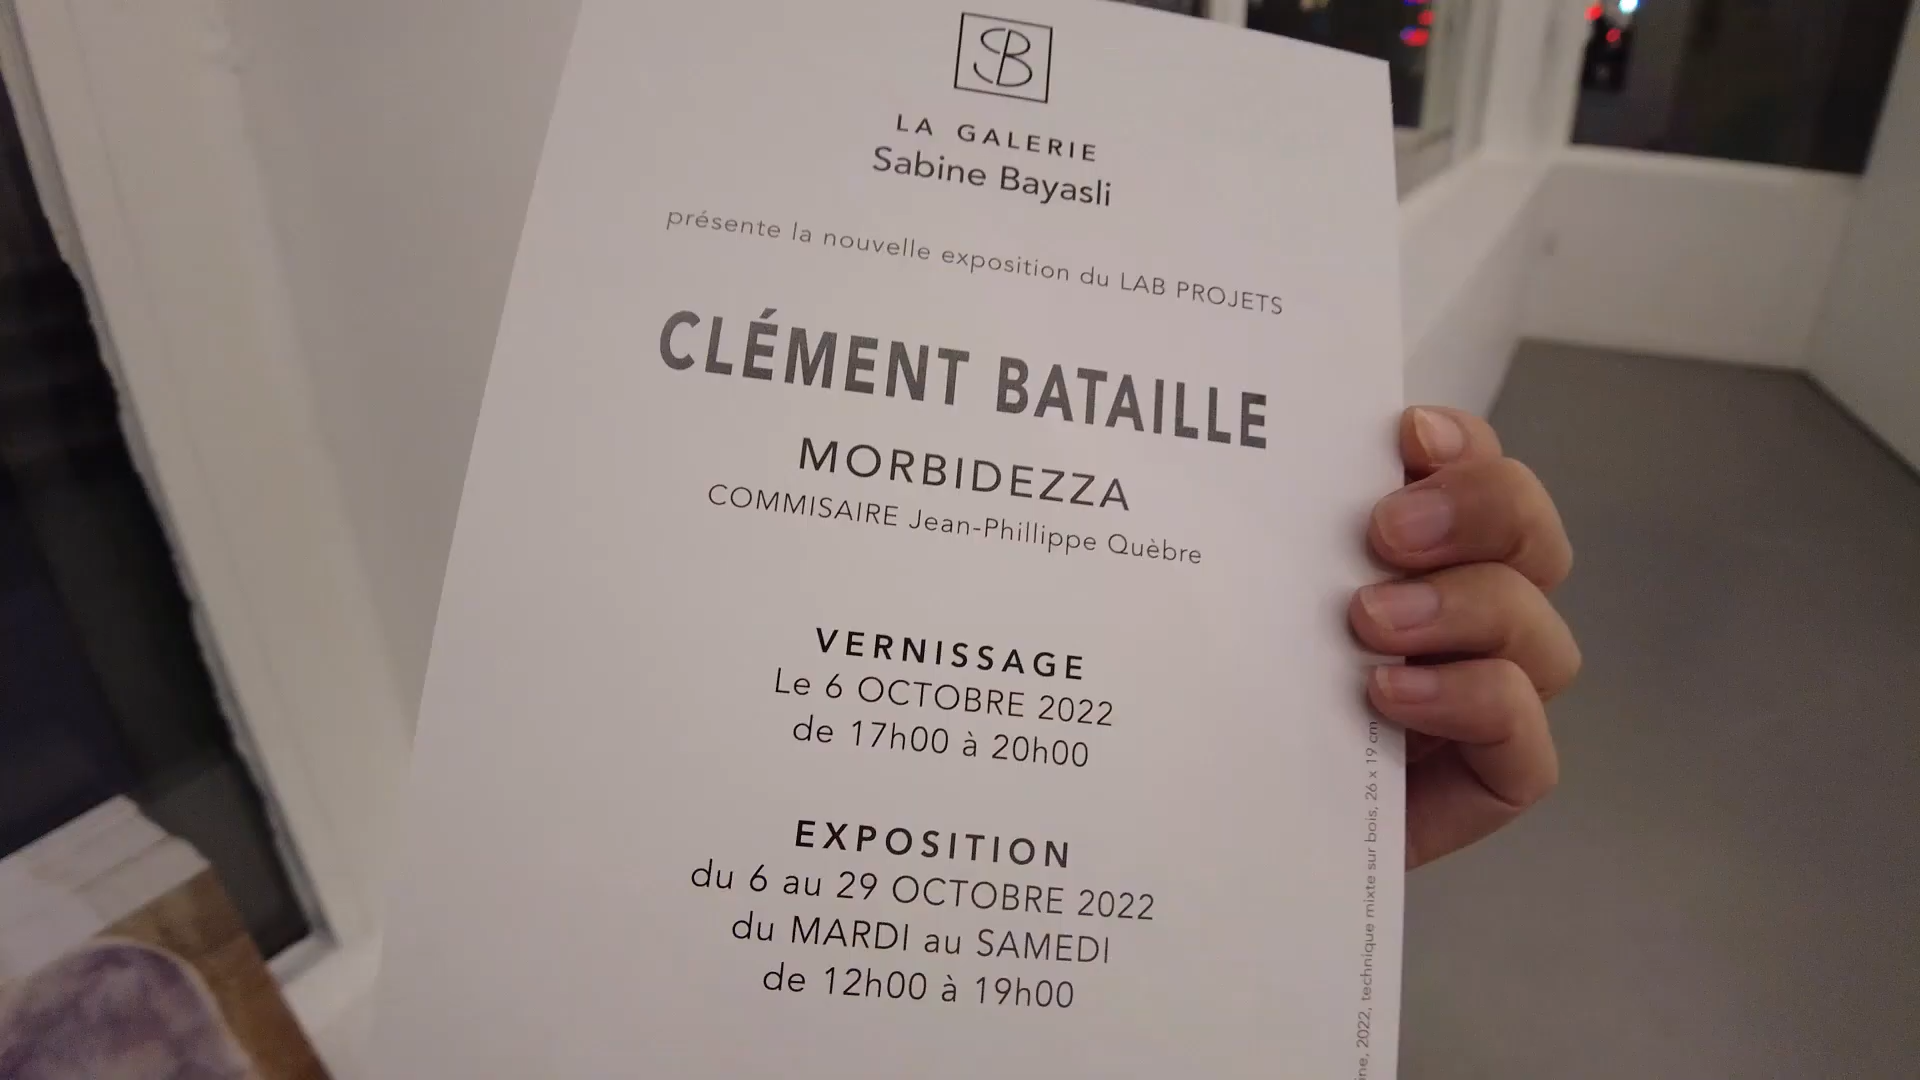 SB
LA GALERIE
Sabine Bayasli
présente la nouvelle exposition du LAB PROJETS
CLÉMENT BATAILLE
MORBIDEZZA
COMMISAIRE Jean-Phillippe Quèbre
VERNISSAGE
Le 6 OCTOBRE 2022
de 17h00 à 20h00
EXPOSITION
du 6 au 29 OCTOBRE 2022
du MARDI au SAMEDI
de 12h00 à 19h00
2022, technique mixte sur bois, 26 x 19 cm